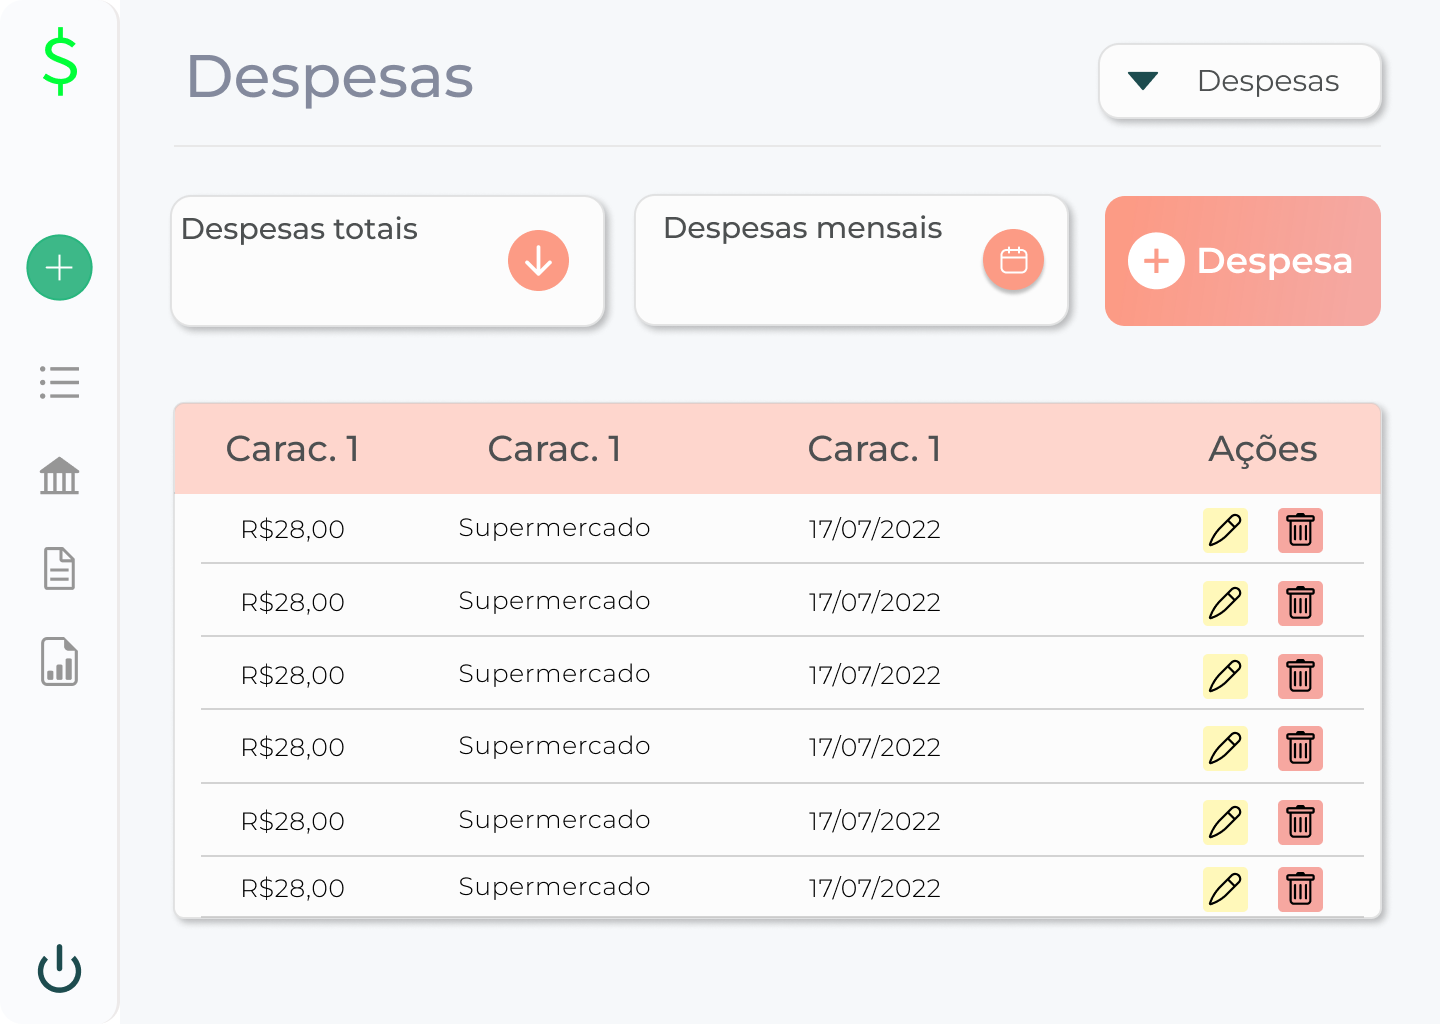 $
Despesas
Despesas
Despesas totais
Despesas mensais
Despesa
Carac. 1 Carac. 1 Carac. 1 Ações
R$28,00 Supermercado 17/07/2022
R$28,00 Supermercado 17/07/2022
R$28,00 Supermercado 17/07/2022
R$28,00 Supermercado 17/07/2022
R$28,00 Supermercado 17/07/2022
R$28,00 Supermercado 17/07/2022